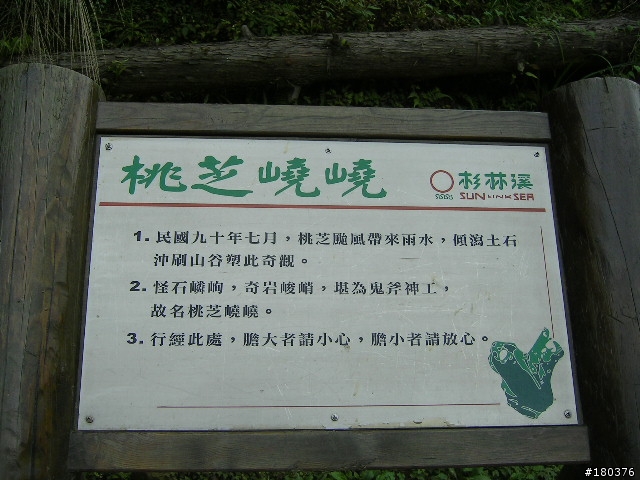 桃芝嶢嶢
杉林溪
SUN LINK SEA
1. 民國九十年七月，桃芝颱風帶來雨水，傾瀉土石
沖刷山谷塑此奇觀。
2. 怪石嶙峋，奇岩峻峭，堪為鬼斧神工，
故名桃芝嶢嶢。
3. 行經此處，膽大者請小心，膽小者請放心。
#180376